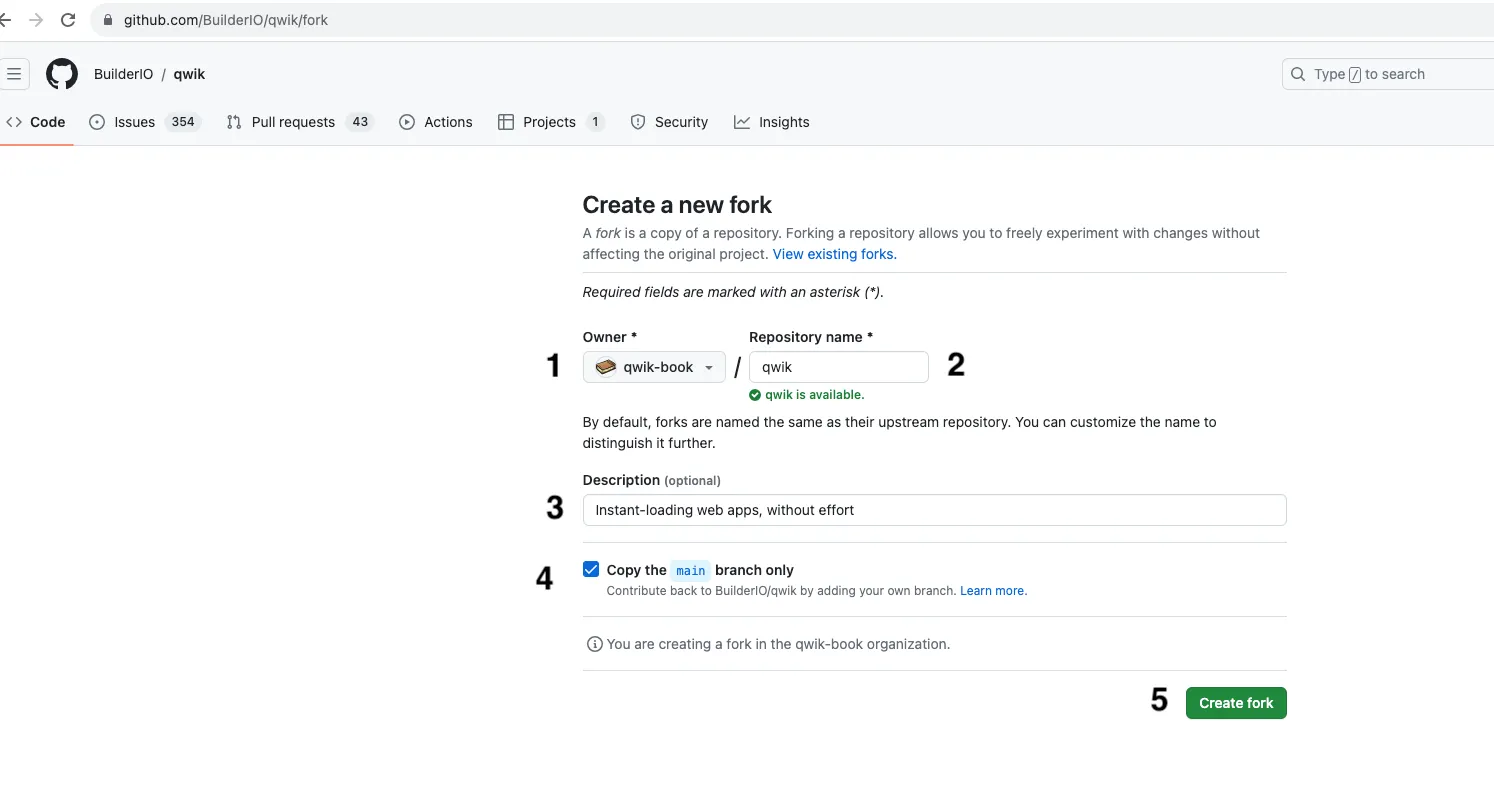 github.com/BuilderIO/qwik/fork
BuilderIO / qwik
Type / to search
Code Issues 354 Pull requests 43 Actions Projects 1 Security Insights
Create a new fork
A fork is a copy of a repository. Forking a repository allows you to freely experiment with changes without
affecting the original project. View existing forks.
Required fields are marked with an asterisk (*).
Owner * Repository name *
1 qwik-book / qwik 2
qwik is available.
By default, forks are named the same as their upstream repository. You can customize the name to
distinguish it further.
Description (optional)
3 Instant-loading web apps, without effort
4 Copy the main branch only
Contribute back to BuilderIO/qwik by adding your own branch. Learn more.
You are creating a fork in the qwik-book organization.
5 Create fork